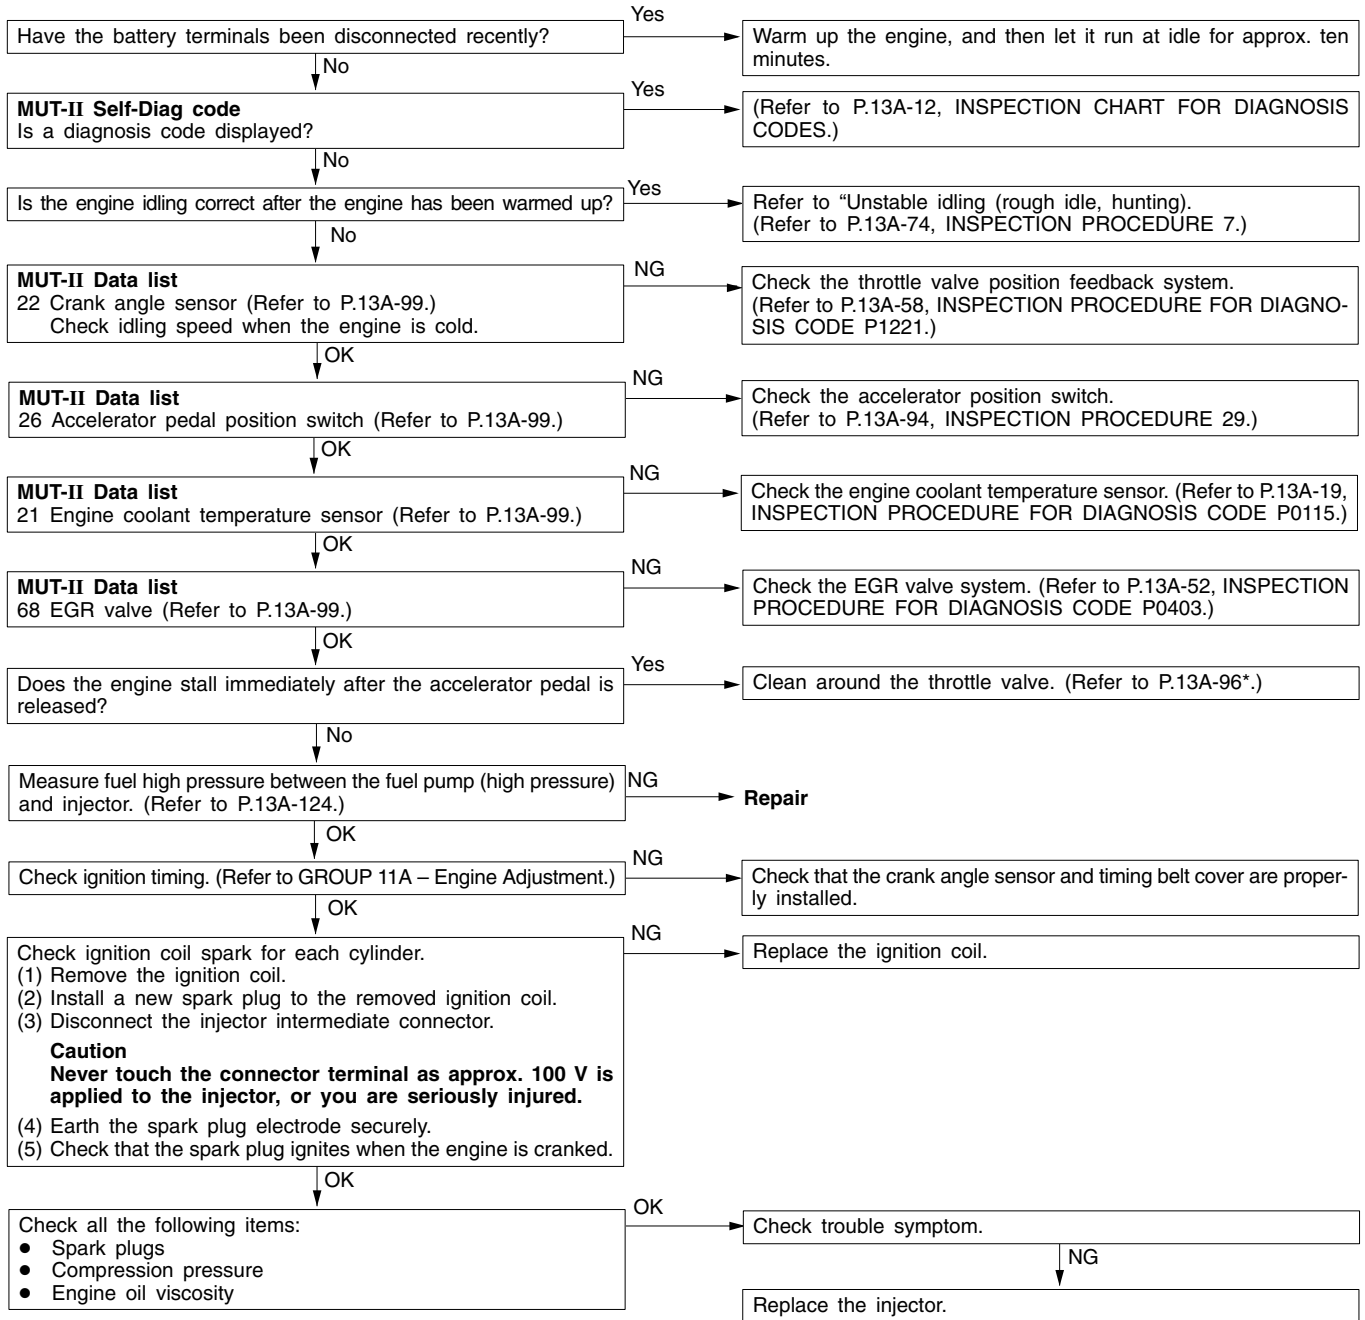 Have the battery terminals been disconnected recently?
Yes
Warm up the engine, and then let it run at idle for approx. ten
minutes.
No
MUT-II Self-Diag code
Is a diagnosis code displayed?
Yes
(Refer to P.13A-12, INSPECTION CHART FOR DIAGNOSIS
CODES.)
No
Is the engine idling correct after the engine has been warmed up?
Yes
Refer to “Unstable idling (rough idle, hunting).
(Refer to P.13A-74, INSPECTION PROCEDURE 7.)
No
MUT-II Data list
22 Crank angle sensor (Refer to P.13A-99.)
Check idling speed when the engine is cold.
NG
Check the throttle valve position feedback system.
(Refer to P.13A-58, INSPECTION PROCEDURE FOR DIAGNO-
SIS CODE P1221.)
OK
MUT-II Data list
26 Accelerator pedal position switch (Refer to P.13A-99.)
NG
Check the accelerator position switch.
(Refer to P.13A-94, INSPECTION PROCEDURE 29.)
OK
MUT-II Data list
21 Engine coolant temperature sensor (Refer to P.13A-99.)
NG
Check the engine coolant temperature sensor. (Refer to P.13A-19,
INSPECTION PROCEDURE FOR DIAGNOSIS CODE P0115.)
OK
MUT-II Data list
68 EGR valve (Refer to P.13A-99.)
NG
Check the EGR valve system. (Refer to P.13A-52, INSPECTION
PROCEDURE FOR DIAGNOSIS CODE P0403.)
OK
Does the engine stall immediately after the accelerator pedal is
released?
Yes
Clean around the throttle valve. (Refer to P.13A-96*.)
No
Measure fuel high pressure between the fuel pump (high pressure)
and injector. (Refer to P.13A-124.)
NG
Repair
OK
Check ignition timing. (Refer to GROUP 11A – Engine Adjustment.)
NG
Check that the crank angle sensor and timing belt cover are proper-
ly installed.
OK
Check ignition coil spark for each cylinder.
(1) Remove the ignition coil.
(2) Install a new spark plug to the removed ignition coil.
(3) Disconnect the injector intermediate connector.
Caution
Never touch the connector terminal as approx. 100 V is
applied to the injector, or you are seriously injured.
(4) Earth the spark plug electrode securely.
(5) Check that the spark plug ignites when the engine is cranked.
NG
Replace the ignition coil.
OK
Check all the following items:
● Spark plugs
● Compression pressure
● Engine oil viscosity
OK
Check trouble symptom.
NG
Replace the injector.